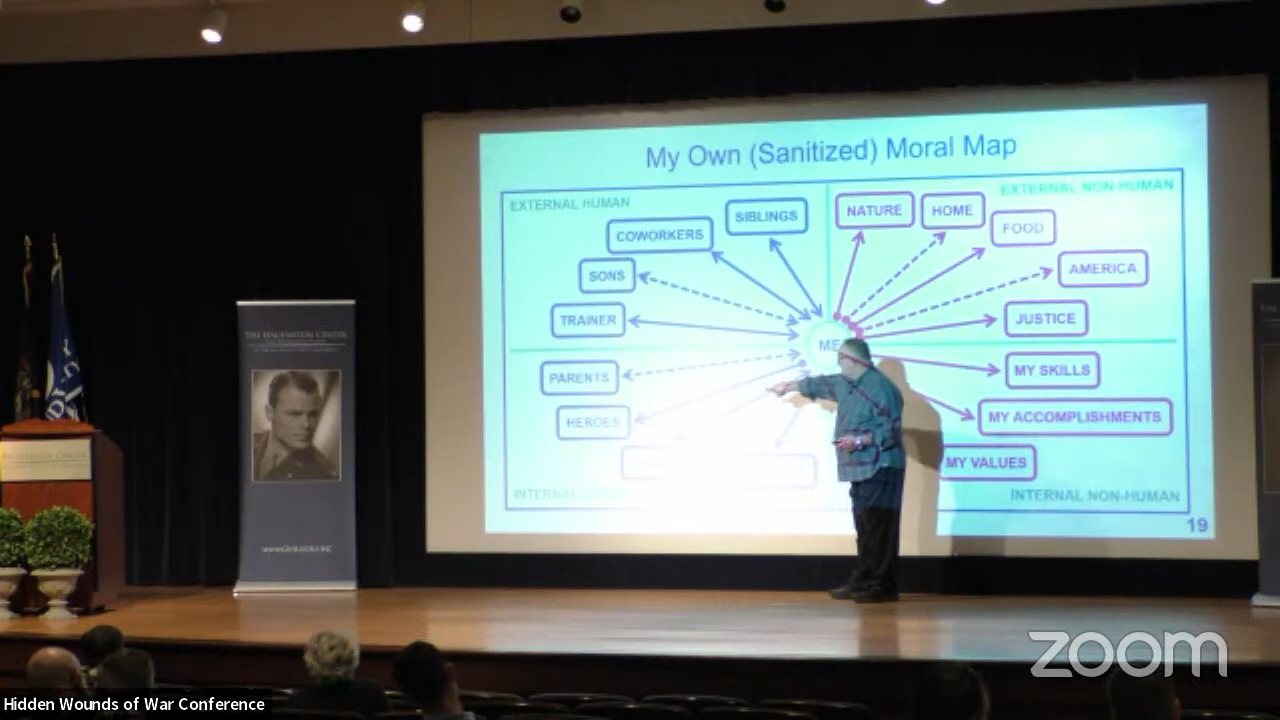 My Own (Sanitized) Moral Map
EXTERNAL HUMAN
EXTERNAL NON-HUMAN
SIBLINGS
NATURE
HOME
COWORKERS
FOOD
SONS
AMERICA
TRAINER
JUSTICE
ME
PARENTS
MY SKILLS
HEROES
MY ACCOMPLISHMENTS
MY VALUES
INTERNAL
INTERNAL NON-HUMAN
19
zoom
Hidden Wounds of War Conference